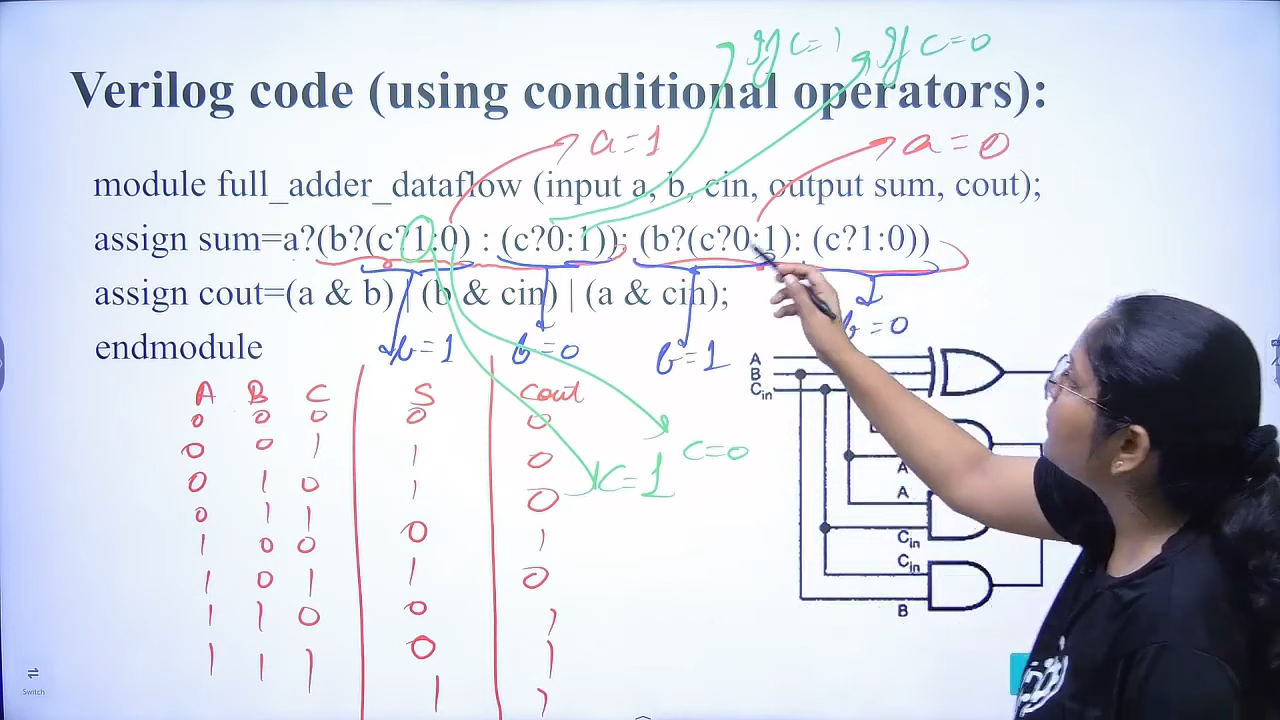 If c=1 If c=0
Verilog code (using conditional operators):
a=1 a=0
module full_adder_dataflow (input a, b, cin, output sum, cout);
assign sum=a?(b?(c?1:0) : (c?0:1)): (b?(c?0:1): (c?1:0))
assign cout=(a & b) | (b & cin) | (a & cin);
b=0
endmodule
b=1 b=0 b=1
A
B
Cin
A B C S Cout
0 0 0 0 0
0 0 1 1 0
0 1 0 1 0
0 1 1 0 1
1 0 0 1 0
1 0 1 0 1
1 1 0 0 1
1 1 1 1 1
c=0
c=1
A
A
Cin
Cin
B
Switch